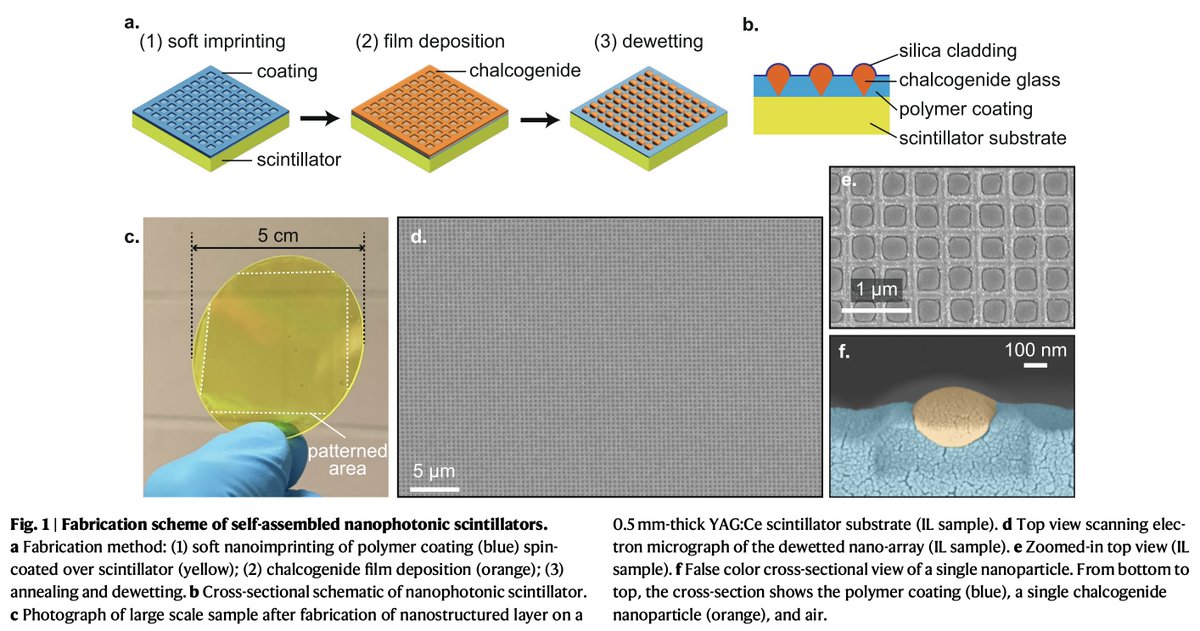 a.
(1) soft imprinting
(2) film deposition
(3) dewetting
coating
chalcogenide
scintillator
b.
silica cladding
chalcogenide glass
polymer coating
scintillator substrate
c.
5 cm
patterned
area
d.
5 µm
e.
1 µm
f.
100 nm
Fig. 1 | Fabrication scheme of self-assembled nanophotonic scintillators.
a Fabrication method: (1) soft nanoimprinting of polymer coating (blue) spin-
coated over scintillator (yellow); (2) chalcogenide film deposition (orange); (3)
annealing and dewetting. b Cross-sectional schematic of nanophotonic scintillator.
c Photograph of large scale sample after fabrication of nanostructured layer on a
0.5 mm-thick YAG:Ce scintillator substrate (IL sample). d Top view scanning elec-
tron micrograph of the dewetted nano-array (IL sample). e Zoomed-in top view (IL
sample). f False color cross-sectional view of a single nanoparticle. From bottom to
top, the cross-section shows the polymer coating (blue), a single chalcogenide
nanoparticle (orange), and air.